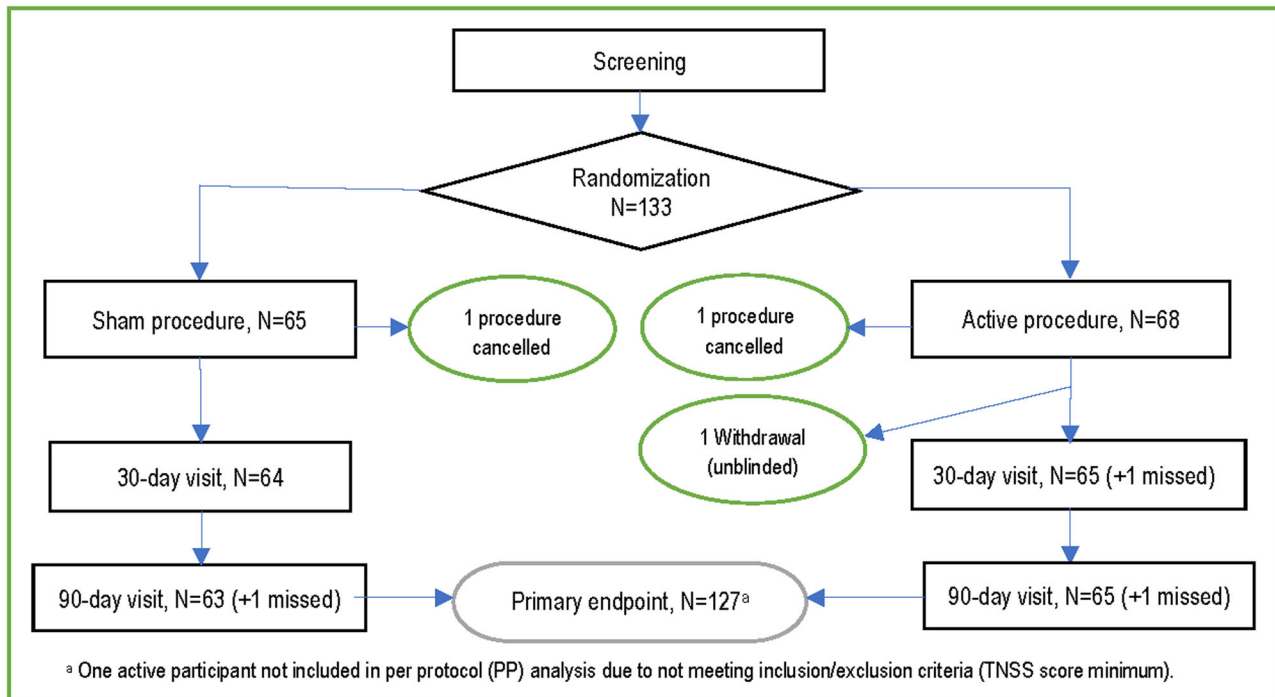 Screening
Randomization
N=133
Sham procedure, N=65
1 procedure
cancelled
1 procedure
cancelled
Active procedure, N=68
1 Withdrawal
(unblinded)
30-day visit, N=64
30-day visit, N=65 (+1 missed)
90-day visit, N=63 (+1 missed)
Primary endpoint, N=127ᵃ
90-day visit, N=65 (+1 missed)
ᵃ One active participant not included in per protocol (PP) analysis due to not meeting inclusion/exclusion criteria (TNSS score minimum).